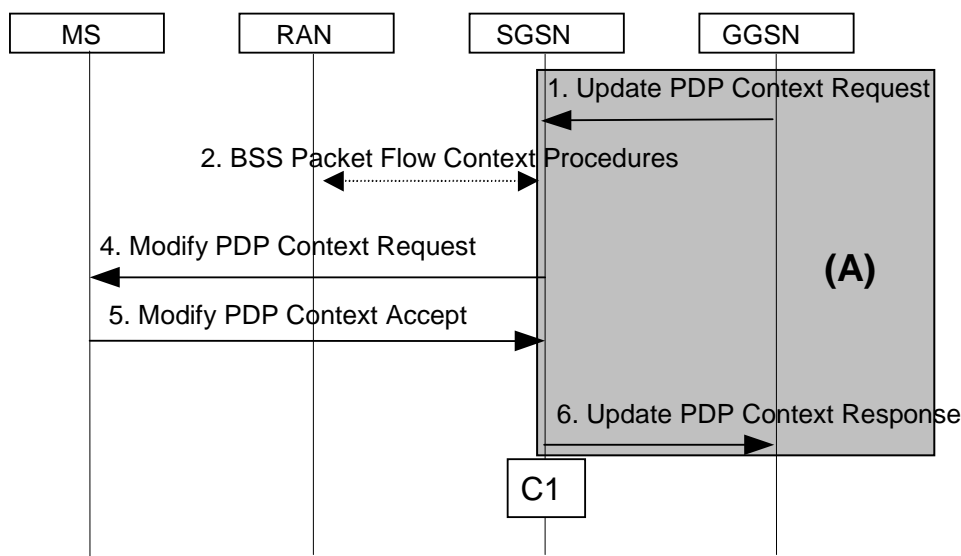 MS
RAN
SGSN
GGSN
1. Update PDP Context Request
2. BSS Packet Flow Context Procedures
4. Modify PDP Context Request
(A)
5. Modify PDP Context Accept
6. Update PDP Context Response
C1